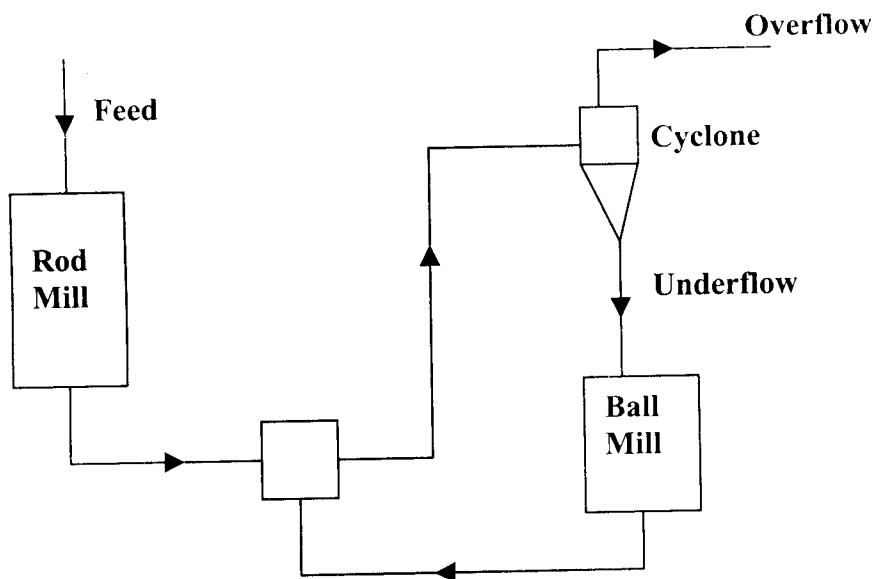 Overflow
Feed
Cyclone
Rod
Mill
Underflow
Ball
Mill